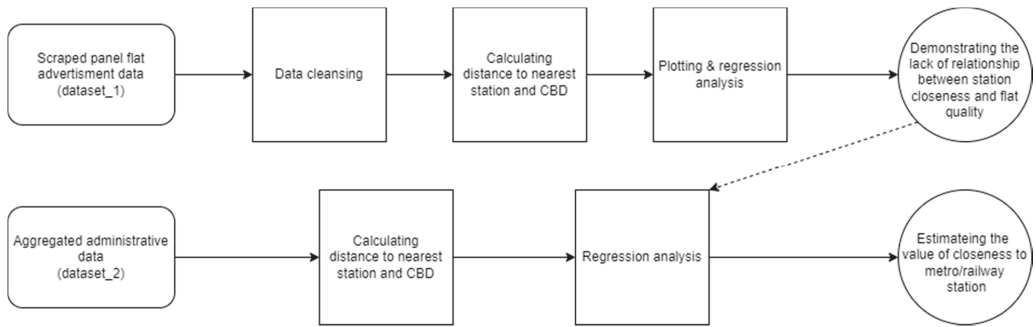 Scraped panel flat
advertisment data
(dataset_1)
Data cleansing
Calculating
distance to nearest
station and CBD
Plotting & regression
analysis
Demonstrating the
lack of relationship
between station
closeness and flat
quality
Aggregated administrative
data
(dataset_2)
Calculating
distance to nearest
station and CBD
Regression analysis
Estimateing the
value of closeness to
metro/railway
station